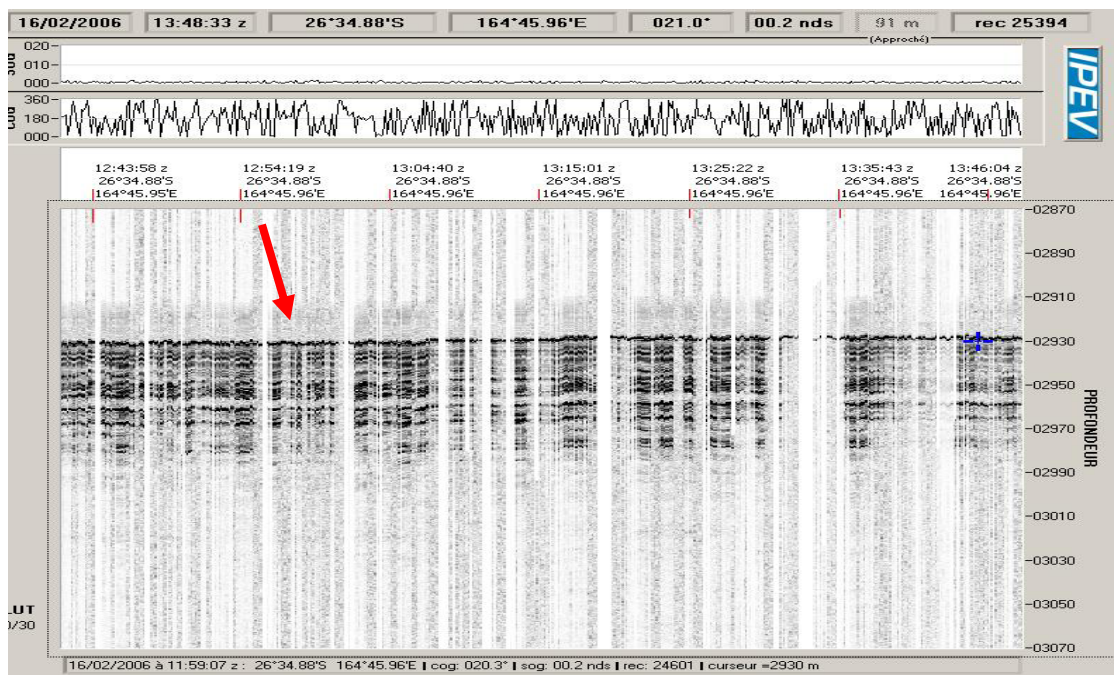 16/02/2006 13:48:33 z 26°34.88'S 164°45.96'E 021.0° 00.2 nds 91 m rec 25394
(Approché)
020
010
000
sog
360
180
000
cog
IPEV
12:43:58 z 12:54:19 z 13:04:40 z 13:15:01 z 13:25:22 z 13:35:43 z 13:46:04 z
26°34.88'S 26°34.88'S 26°34.88'S 26°34.88'S 26°34.88'S 26°34.88'S 26°34.88'S
164°45.95'E 164°45.96'E 164°45.96'E 164°45.96'E 164°45.96'E 164°45.96'E 164°45.96'E
-02870
-02890
-02910
-02930
-02950
-02970
-02990
-03010
-03030
-03050
-03070
PROFONDEUR
LUT
0/30
16/02/2006 à 11:59:07 z : 26°34.88'S 164°45.96'E | cog: 020.3° | sog: 00.2 nds | rec: 24601 | curseur =2930 m